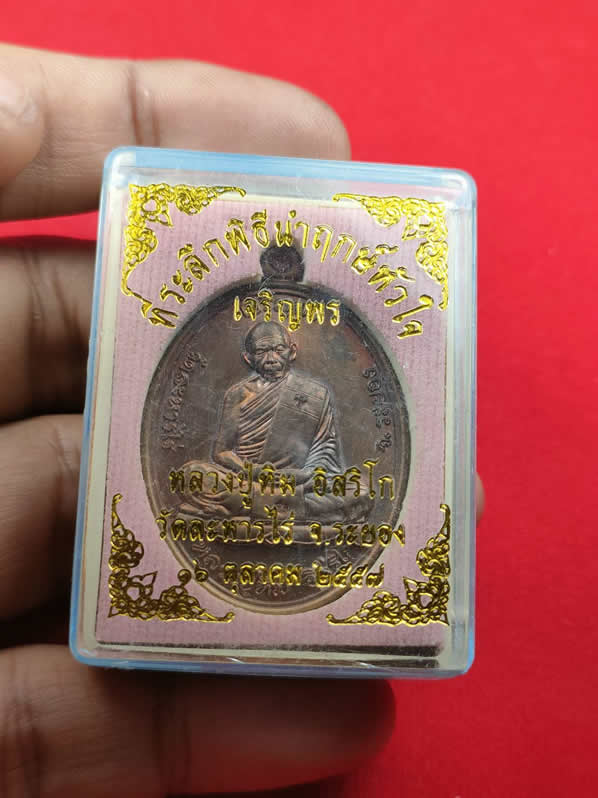 ที่ระลึกพิธีนำฤกษ์หัวใจ
เจริญพร
หลวงปู่ทิม อิสริโก
วัดละหารไร่ จ.ระยอง
๑๖ ตุลาคม ๒๕๕๗